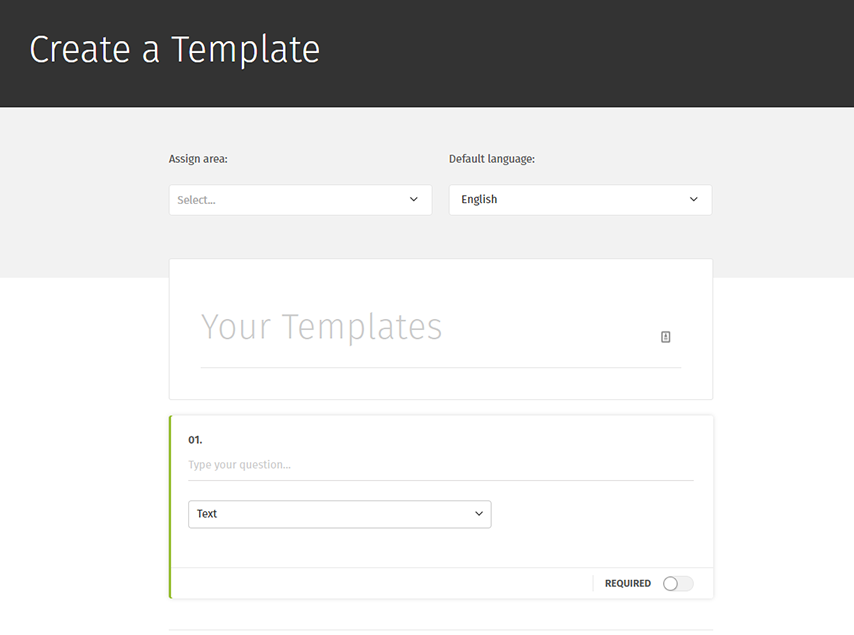 Create a Template
Assign area:
Default language:
Select...
English
Your Templates
01.
Type your question...
Text
REQUIRED